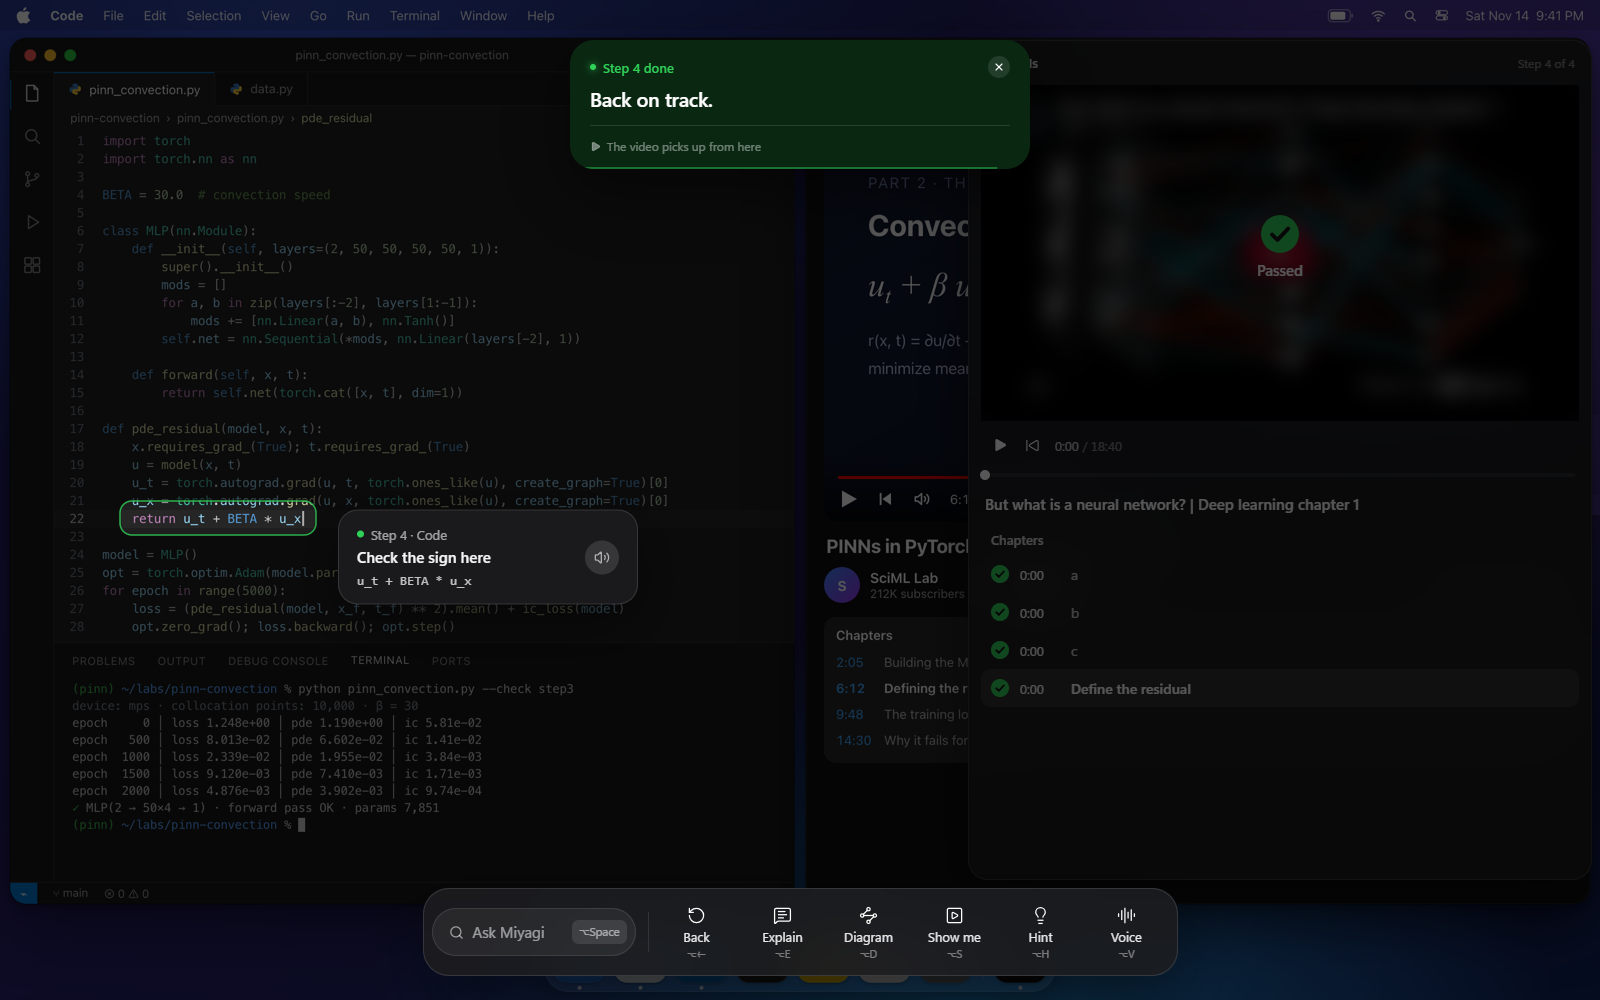 Code File Edit Selection View Go Run Terminal Window Help
Sat Nov 14 9:41 PM
pinn_convection.py — pinn-convection
pinn_convection.py
data.py
pinn-convection › pinn_convection.py › pde_residual
1 import torch
2 import torch.nn as nn
3
4 BETA = 30.0 # convection speed
5
6 class MLP(nn.Module):
7 def __init__(self, layers=(2, 50, 50, 50, 50, 1)):
8 super().__init__()
9 mods = []
10 for a, b in zip(layers[:-2], layers[1:-1]):
11 mods += [nn.Linear(a, b), nn.Tanh()]
12 self.net = nn.Sequential(*mods, nn.Linear(layers[-2], 1))
13
14 def forward(self, x, t):
15 return self.net(torch.cat([x, t], dim=1))
16
17 def pde_residual(model, x, t):
18 x.requires_grad_(True); t.requires_grad_(True)
19 u = model(x, t)
20 u_t = torch.autograd.grad(u, t, torch.ones_like(u), create_graph=True)[0]
21 u_x = torch.autograd.grad(u, x, torch.ones_like(u), create_graph=True)[0]
22 return u_t + BETA * u_x
23
24 model = MLP()
25 opt = torch.optim.Adam(model.par
26 for epoch in range(5000):
27 loss = (pde_residual(model, x_f, t_f) ** 2).mean() + ic_loss(model)
28 opt.zero_grad(); loss.backward(); opt.step()
Step 4 · Code
Check the sign here
u_t + BETA * u_x
PROBLEMS OUTPUT DEBUG CONSOLE TERMINAL PORTS
(pinn) ~/labs/pinn-convection % python pinn_convection.py --check step3
device: mps · collocation points: 10,000 · β = 30
epoch 0 | loss 1.248e+00 | pde 1.190e+00 | ic 5.81e-02
epoch 500 | loss 8.013e-02 | pde 6.602e-02 | ic 1.41e-02
epoch 1000 | loss 2.339e-02 | pde 1.955e-02 | ic 3.84e-03
epoch 1500 | loss 9.120e-03 | pde 7.410e-03 | ic 1.71e-03
epoch 2000 | loss 4.876e-03 | pde 3.902e-03 | ic 9.74e-04
✓ MLP(2 → 50×4 → 1) · forward pass OK · params 7,851
(pinn) ~/labs/pinn-convection %
main 0 0
Step 4 done
Back on track.
The video picks up from here
PART 2 · TH
Convec
u_t + β u
r(x, t) = ∂u/∂t
minimize mea
6:1
PINNs in PyTorc
S
SciML Lab
212K subscribers
Chapters
2:05 Building the M
6:12 Defining the r
9:48 The training lo
14:30 Why it fails for
ls
Step 4 of 4
Passed
0:00 / 18:40
But what is a neural network? | Deep learning chapter 1
Chapters
0:00 a
0:00 b
0:00 c
0:00 Define the residual
Ask Miyagi ⌥Space
Back ⌥←
Explain ⌥E
Diagram ⌥D
Show me ⌥S
Hint ⌥H
Voice ⌥V